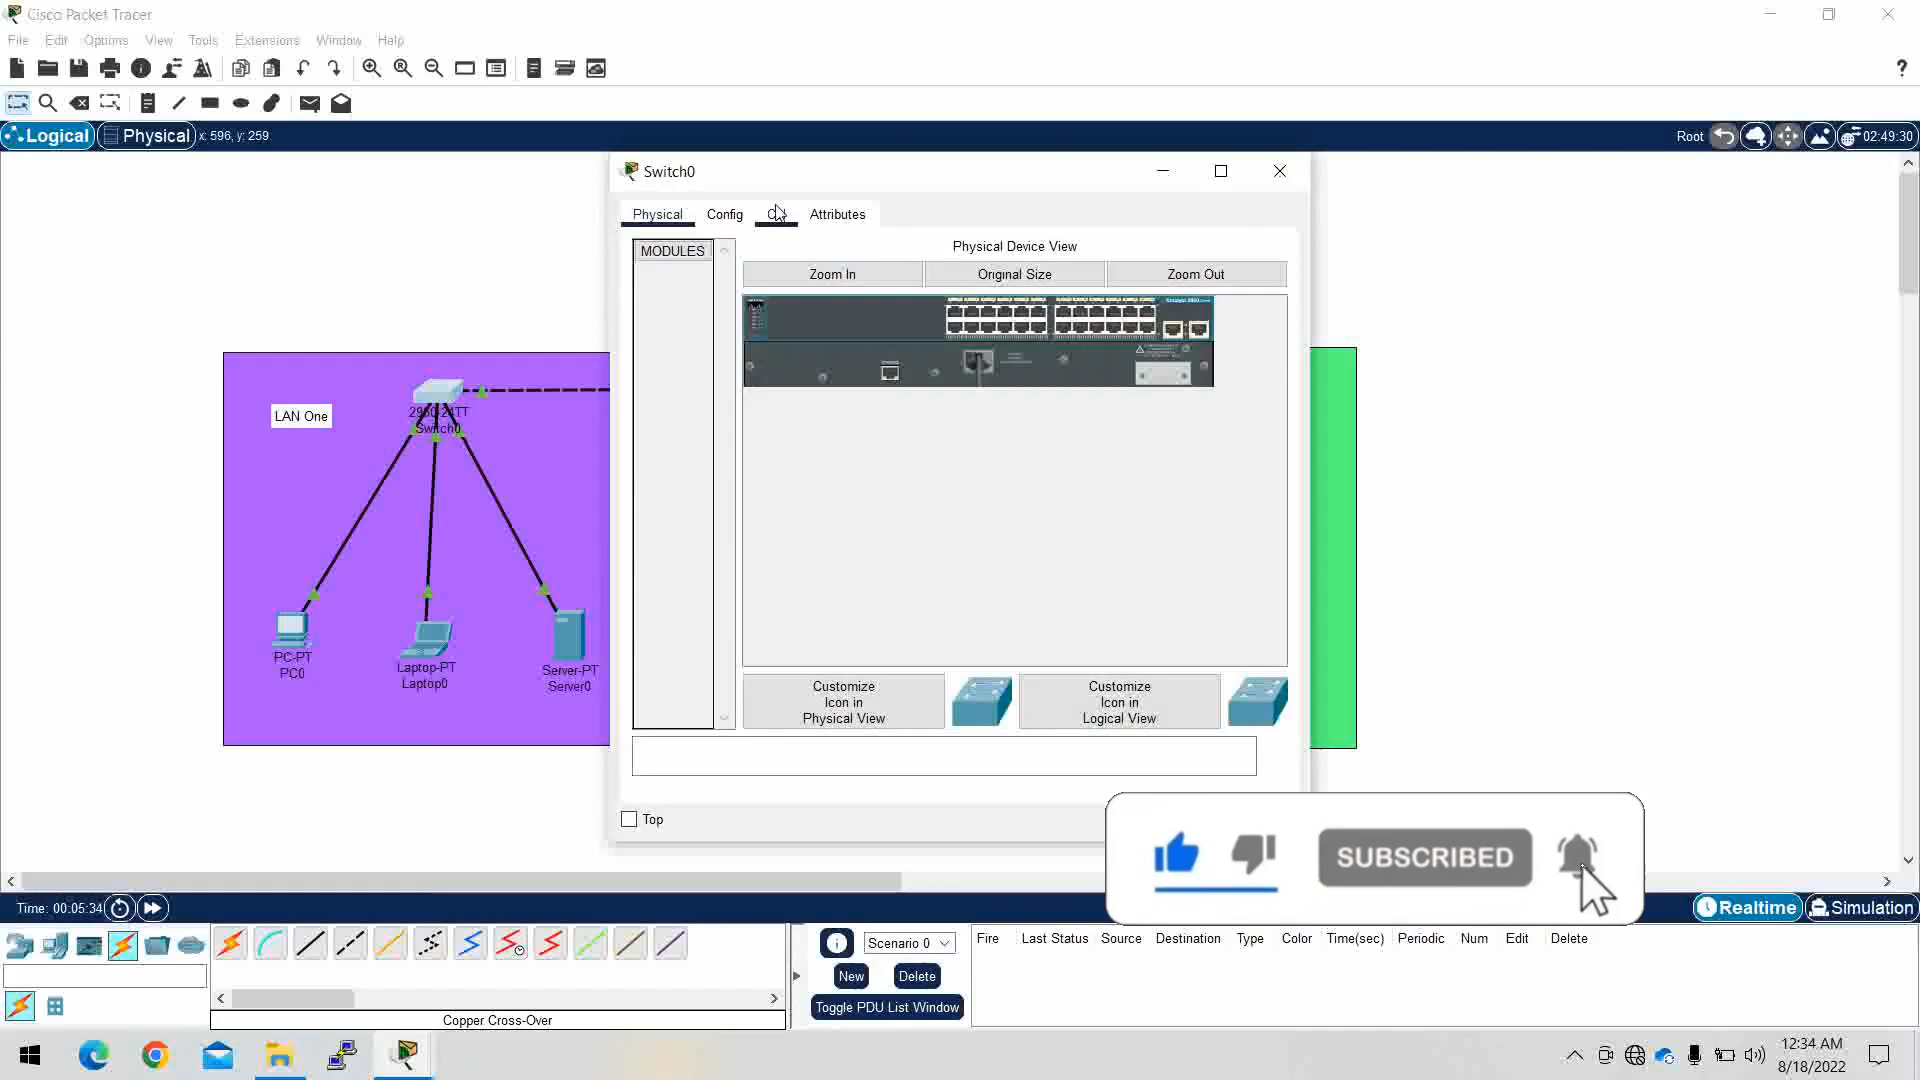 Cisco Packet Tracer
File Edit Options View Tools Extensions Window Help
?
Logical Physical x: 596, y: 259 Root 02:49:30
Switch0
Physical Config Attributes
MODULES
Physical Device View
Zoom In Original Size Zoom Out
LAN One
Switch0
PC-PT
PC0
Laptop-PT
Laptop0
Server-PT
Server0
Customize
Icon in
Physical View
Customize
Icon in
Logical View
Top
SUBSCRIBED
Time: 00:05:34 Realtime Simulation
Scenario 0
New Delete
Toggle PDU List Window
Fire Last Status Source Destination Type Color Time(sec) Periodic Num Edit Delete
Copper Cross-Over
12:34 AM
8/18/2022